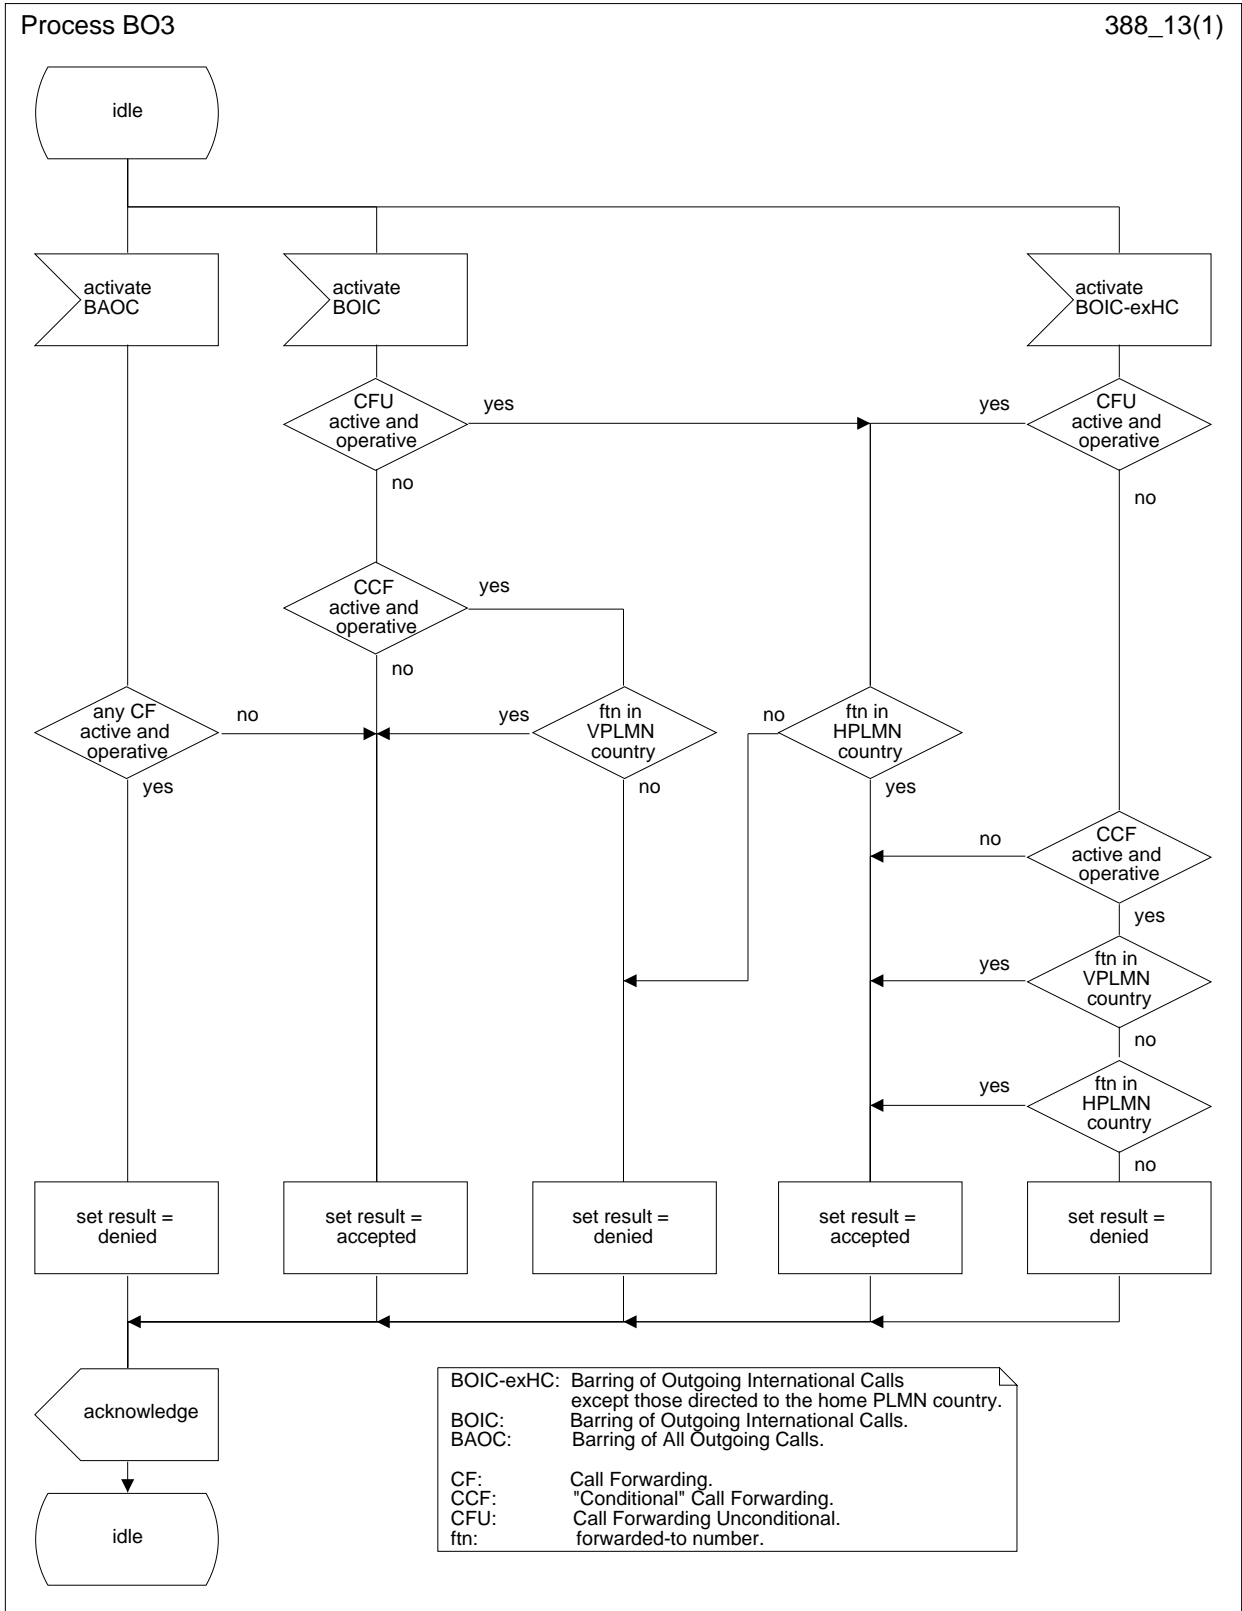 Process BO3
388_13(1)
idle
activate
BAOC
activate
BOIC
activate
BOIC-exHC
CFU
active and
operative
yes
no
yes
CFU
active and
operative
no
CCF
active and
operative
yes
no
any CF
active and
operative
no
yes
yes
ftn in
VPLMN
country
no
no
ftn in
HPLMN
country
yes
no
CCF
active and
operative
yes
yes
ftn in
VPLMN
country
no
yes
ftn in
HPLMN
country
no
set result =
denied
set result =
accepted
set result =
denied
set result =
accepted
set result =
denied
acknowledge
idle
BOIC-exHC: Barring of Outgoing International Calls
except those directed to the home PLMN country.
BOIC: Barring of Outgoing International Calls.
BAOC: Barring of All Outgoing Calls.
CF: Call Forwarding.
CCF: "Conditional" Call Forwarding.
CFU: Call Forwarding Unconditional.
ftn: forwarded-to number.